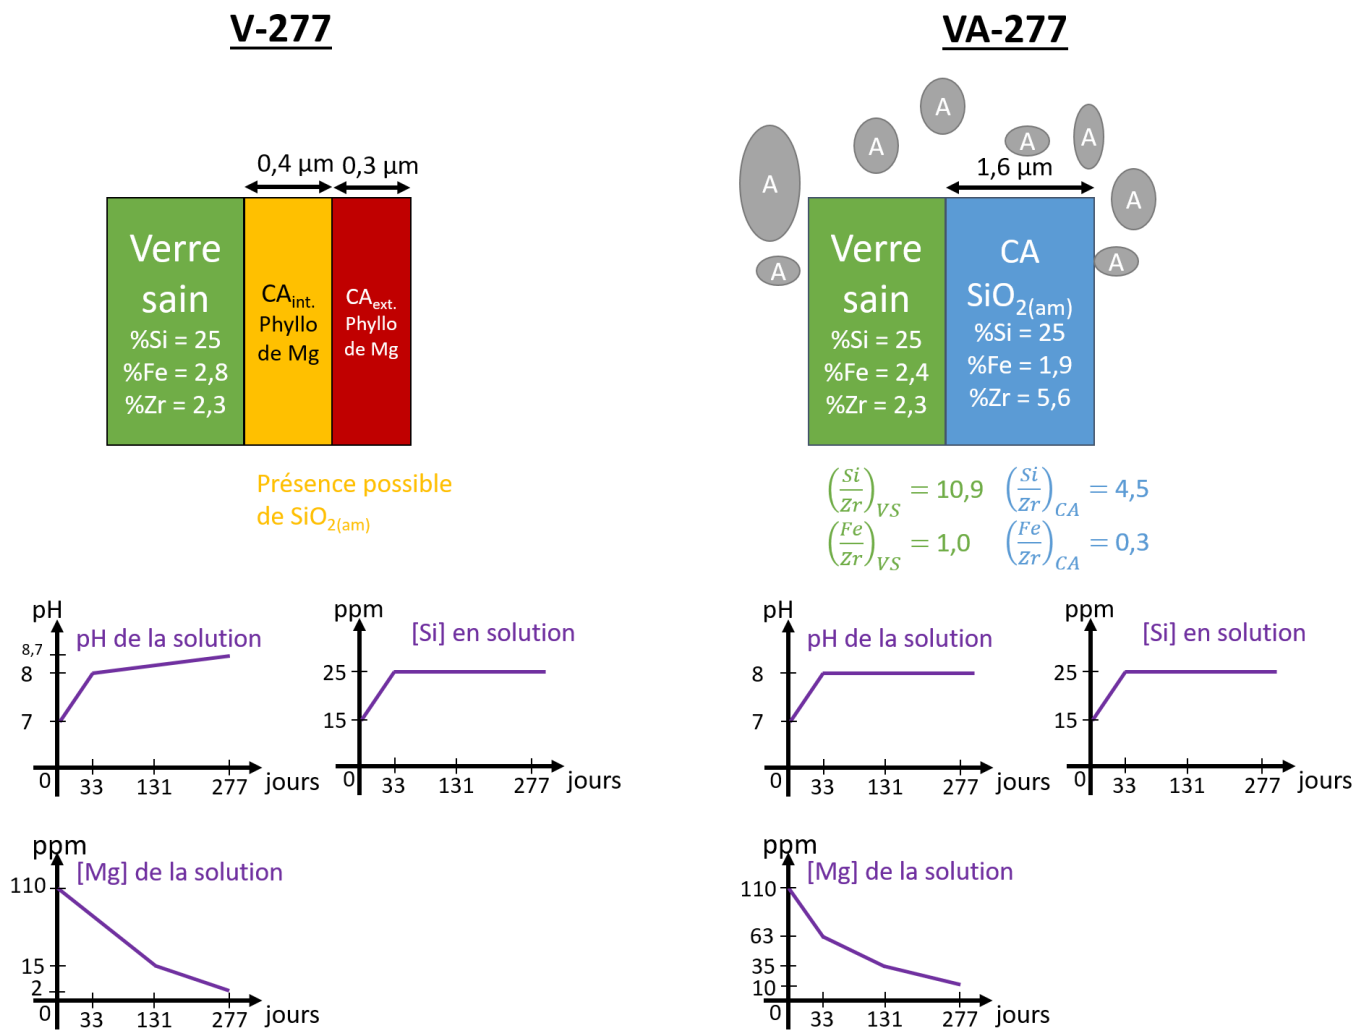 V-277
0,4 µm
0,3 µm
Verre
sain
%Si = 25
%Fe = 2,8
%Zr = 2,3
CAint.
Phyllo
de Mg
CAext.
Phyllo
de Mg
Présence possible
de SiO2(am)
pH
pH de la solution
8,7
8
7
0
33
131
277
jours
ppm
[Si] en solution
25
15
0
33
131
277
jours
ppm
[Mg] de la solution
110
15
2
0
33
131
277
jours
VA-277
A
A
A
A
A
A
A
A
1,6 µm
Verre
sain
%Si = 25
%Fe = 2,4
%Zr = 2,3
CA
SiO2(am)
%Si = 25
%Fe = 1,9
%Zr = 5,6
(Si/Zr)VS = 10,9
(Si/Zr)CA = 4,5
(Fe/Zr)VS = 1,0
(Fe/Zr)CA = 0,3
pH
pH de la solution
8
7
0
33
131
277
jours
ppm
[Si] en solution
25
15
0
33
131
277
jours
ppm
[Mg] de la solution
110
63
35
10
0
33
131
277
jours